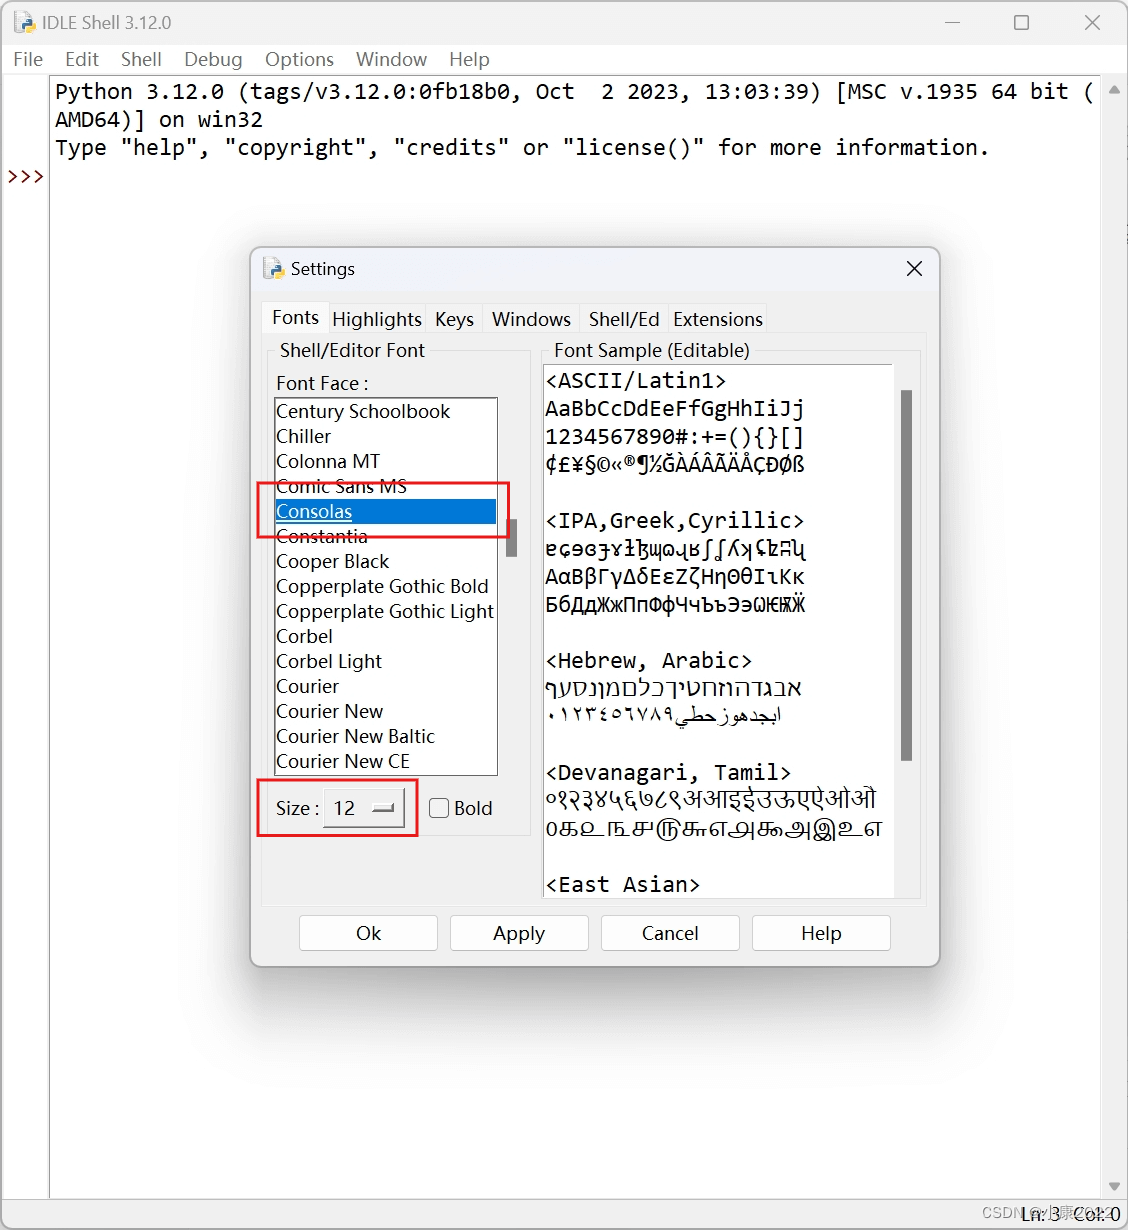 IDLE Shell 3.12.0
File Edit Shell Debug Options Window Help
Python 3.12.0 (tags/v3.12.0:0fb18b0, Oct  2 2023, 13:03:39) [MSC v.1935 64 bit (
AMD64)] on win32
Type "help", "copyright", "credits" or "license()" for more information.
>>>
Settings
Fonts Highlights Keys Windows Shell/Ed Extensions
Shell/Editor Font
Font Face :
Century Schoolbook
Chiller
Colonna MT
Comic Sans MS
Consolas
Constantia
Cooper Black
Copperplate Gothic Bold
Copperplate Gothic Light
Corbel
Corbel Light
Courier
Courier New
Courier New Baltic
Courier New CE
Size : 12
Bold
Font Sample (Editable)
<ASCII/Latin1>
AaBbCcDdEeFfGgHhIiJj
1234567890#:+=(){}[]
¢£¥§©«®¶½ĞÀÁÂÃÄÅÇÐØß
<IPA,Greek,Cyrillic>
АαΒβΓγΔδΕεΖζΗηΘθΙιΚκ
БбДдЖжПпФфЧчЪъЭэѠѤѬӜ
<Hebrew, Arabic>
אבגדהוזחטיךכלםמןנסעף
ابجدهوزحطي٠١٢٣٤٥٦٧٨٩
<Devanagari, Tamil>
०१२३४५६७८९अआइईउऊएऐओऔ
௦௧௨௩௪௫௬௭௮௯அஇஉஎ
<East Asian>
Ok Apply Cancel Help
Ln: 3 Col: 0